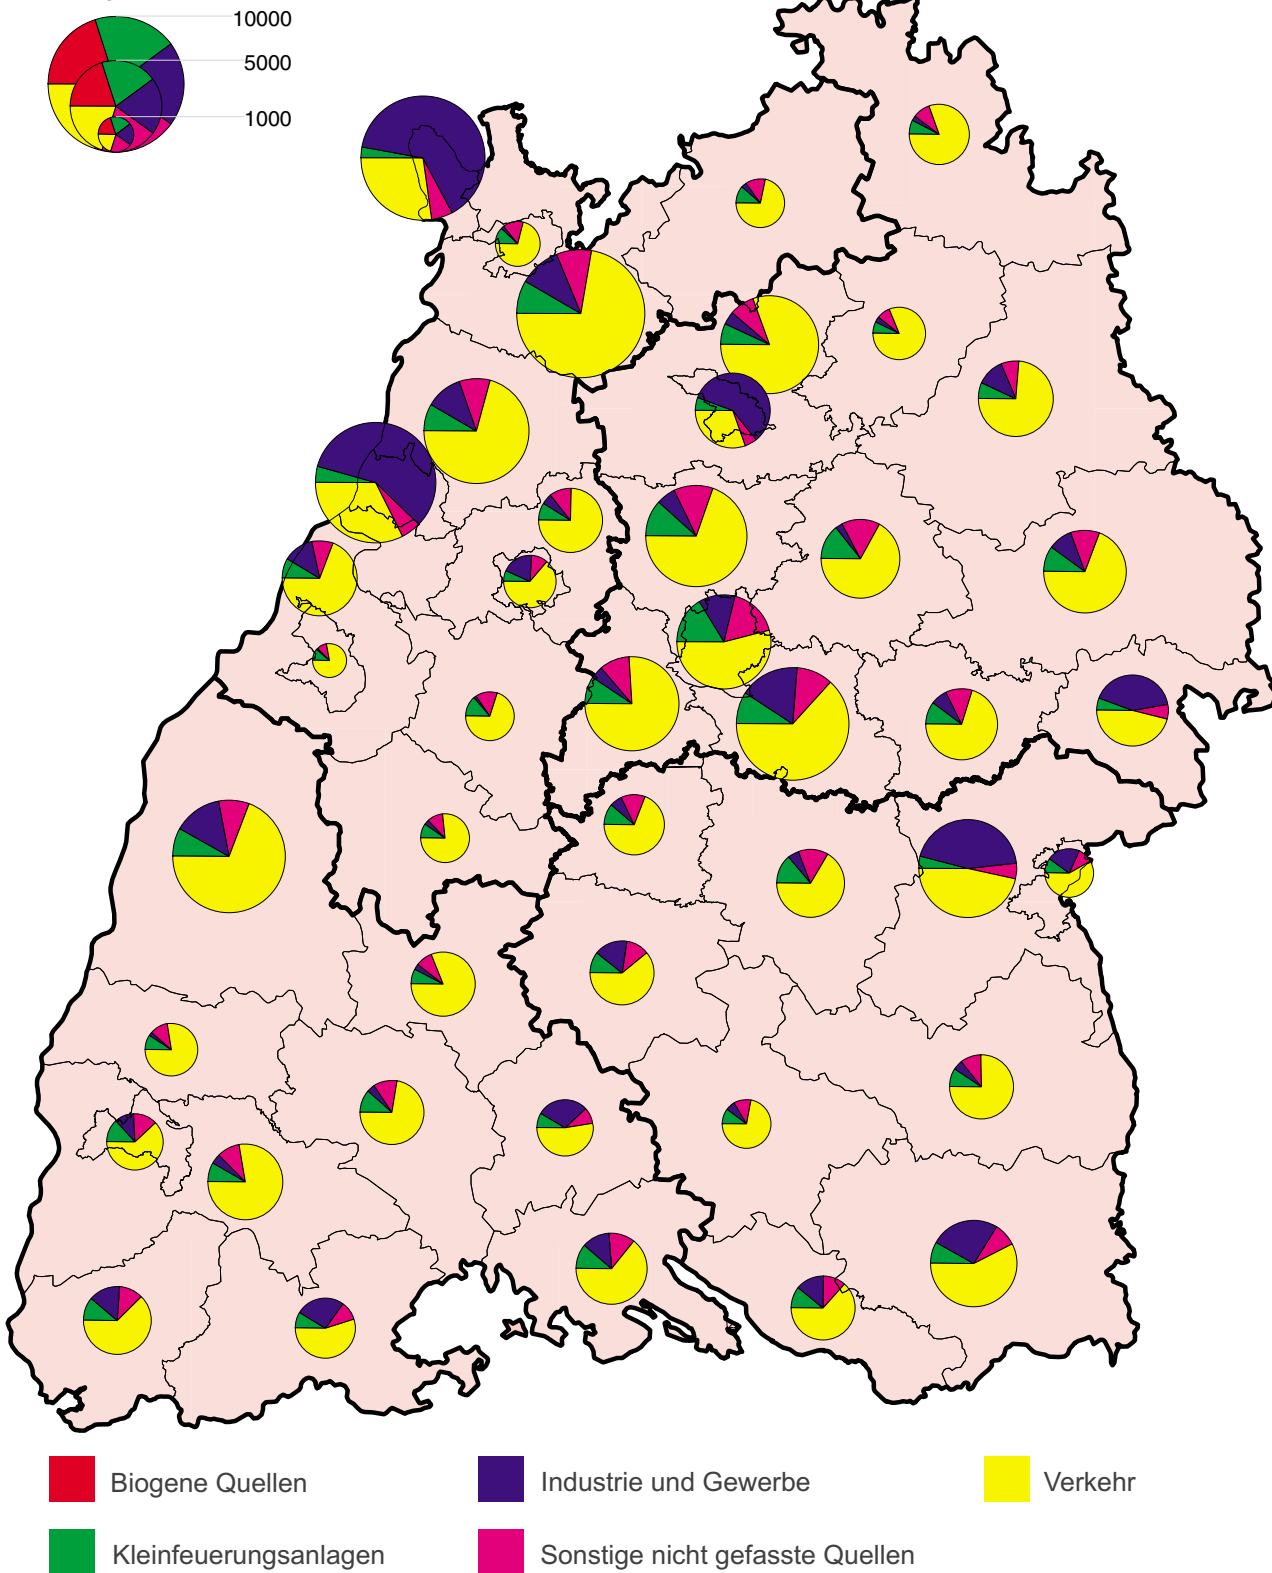 10000
5000
1000
Biogene Quellen
Industrie und Gewerbe
Verkehr
Kleinfeuerungsanlagen
Sonstige nicht gefasste Quellen